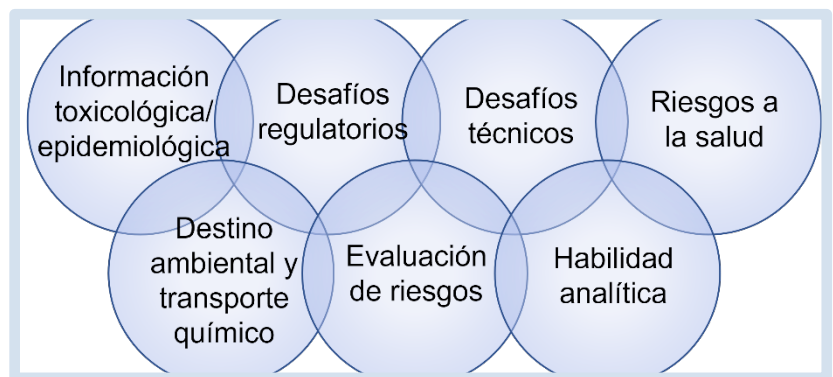 Información
toxicológica/
epidemiológica
Desafíos
regulatorios
Desafíos
técnicos
Riesgos a
la salud
Destino
ambiental y
transporte
químico
Evaluación
de riesgos
Habilidad
analítica